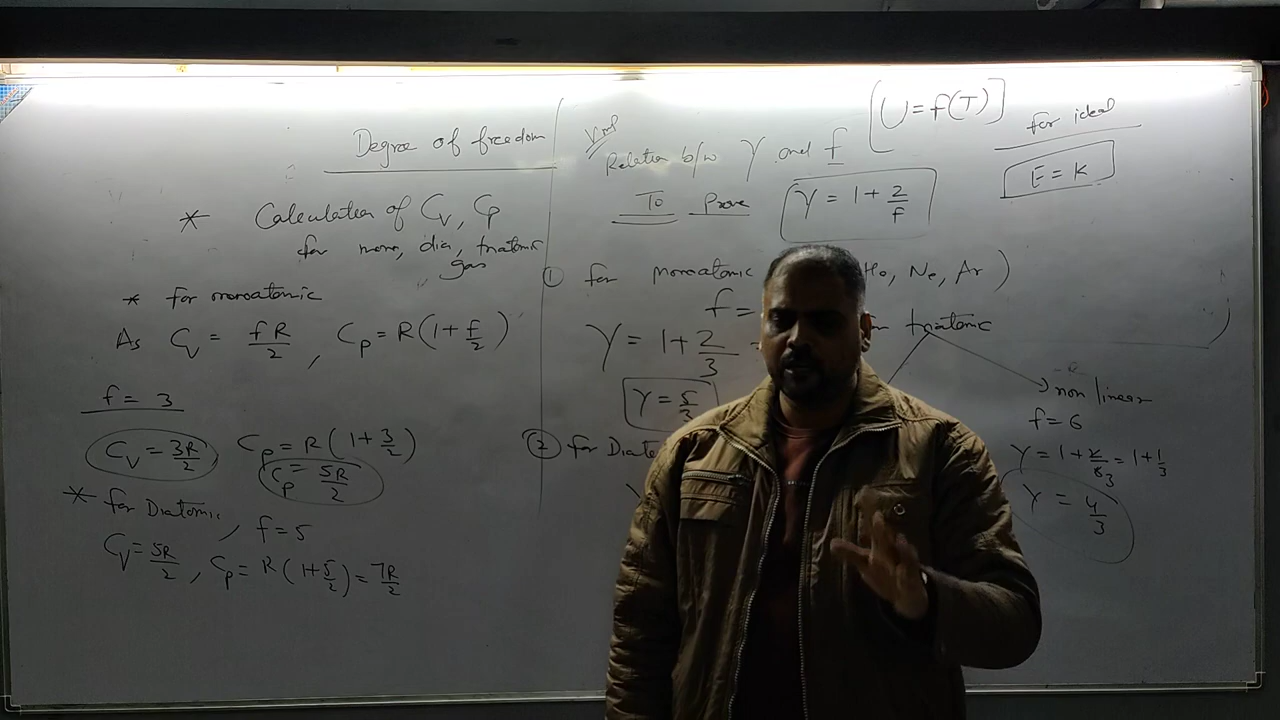 Degree of freedom
* Calculation of Cv, Cp
for mono, dia, triatomic
gas
* for monoatomic
As Cv = fR/2 , Cp = R(1+f/2)
f = 3
Cv = 3R/2 Cp = R(1+3/2)
Cp = 5R/2
* for Diatomic, f=5
Cv = 5R/2 , Cp = R(1+5/2) = 7R/2
Vmp
Relation b/w γ and f
[U = f(T)]
for ideal
E = K
To Prove γ = 1 + 2/f
① for monoatomic He, Ne, Ar)
f =
γ = 1 + 2/3
γ = 5/3
② for Diato
triatomic
non linear
f = 6
γ = 1 + 2/6 3 = 1 + 1/3
γ = 4/3